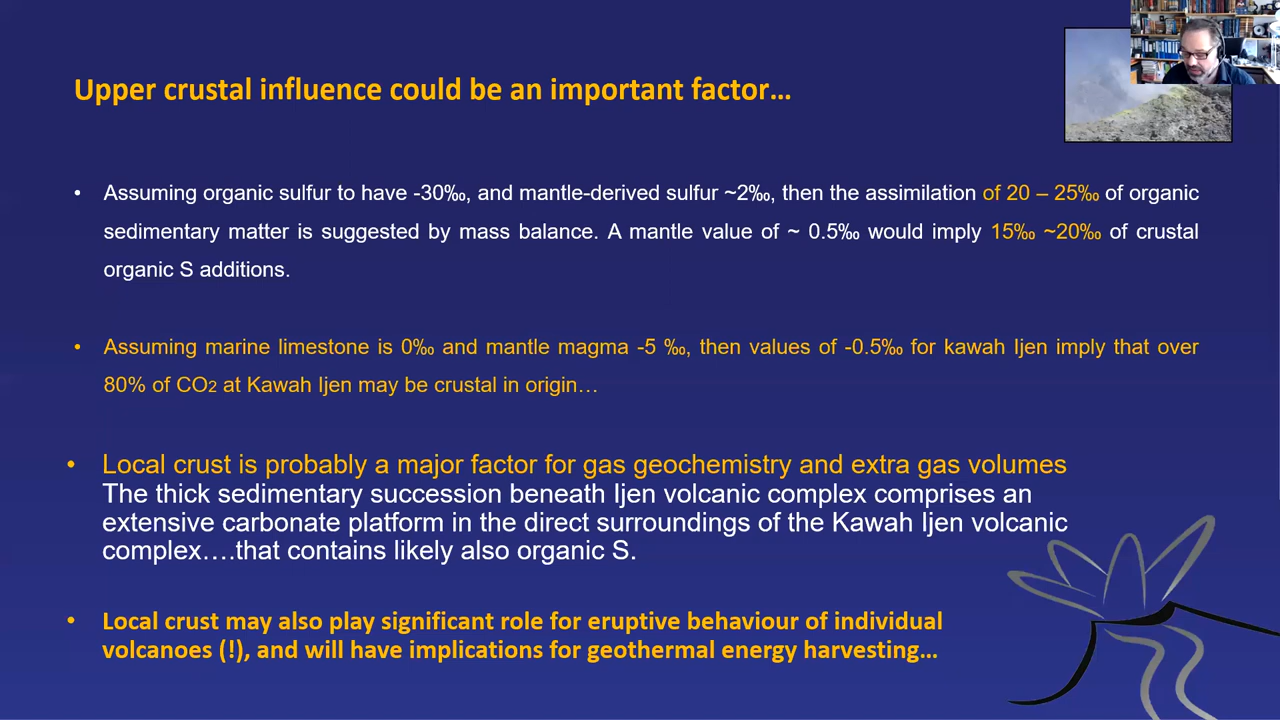 Upper crustal influence could be an important factor…
• Assuming organic sulfur to have -30‰, and mantle-derived sulfur ~2‰, then the assimilation of 20 – 25‰ of organic
sedimentary matter is suggested by mass balance. A mantle value of ~ 0.5‰ would imply 15‰ ~20‰ of crustal
organic S additions.
• Assuming marine limestone is 0‰ and mantle magma -5 ‰, then values of -0.5‰ for kawah Ijen imply that over
80% of CO2 at Kawah Ijen may be crustal in origin…
• Local crust is probably a major factor for gas geochemistry and extra gas volumes
The thick sedimentary succession beneath Ijen volcanic complex comprises an
extensive carbonate platform in the direct surroundings of the Kawah Ijen volcanic
complex….that contains likely also organic S.
• Local crust may also play significant role for eruptive behaviour of individual
volcanoes (!), and will have implications for geothermal energy harvesting…